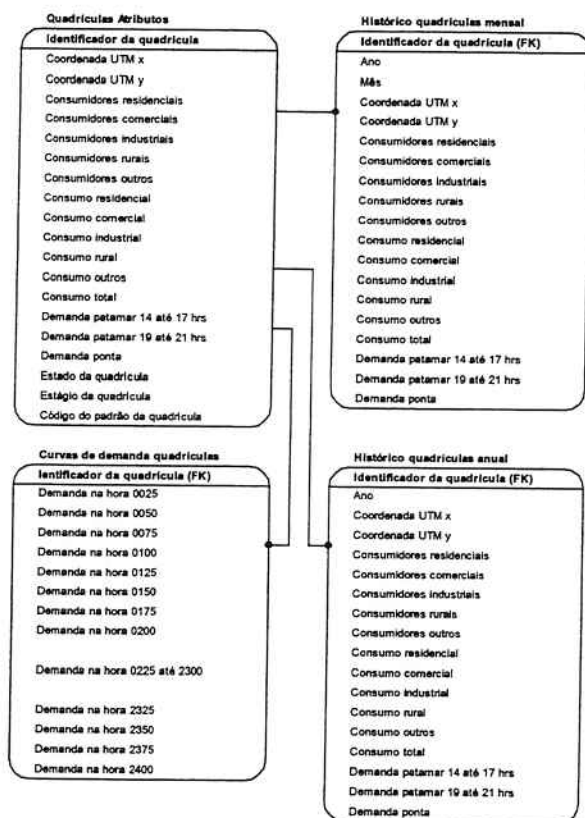 Quadrículas Atributos
Identificador da quadrícula
Coordenada UTM x
Coordenada UTM y
Consumidores residenciais
Consumidores comerciais
Consumidores industriais
Consumidores rurais
Consumidores outros
Consumo residencial
Consumo comercial
Consumo industrial
Consumo rural
Consumo outros
Consumo total
Demanda patamar 14 até 17 hrs
Demanda patamar 19 até 21 hrs
Demanda ponta
Estado da quadrícula
Estágio da quadrícula
Código do padrão da quadrícula
Histórico quadrículas mensal
Identificador da quadrícula (FK)
Ano
Mês
Coordenada UTM x
Coordenada UTM y
Consumidores residenciais
Consumidores comerciais
Consumidores industriais
Consumidores rurais
Consumidores outros
Consumo residencial
Consumo comercial
Consumo industrial
Consumo rural
Consumo outros
Consumo total
Demanda patamar 14 até 17 hrs
Demanda patamar 19 até 21 hrs
Demanda ponta
Curvas de demanda quadrículas
Ientificador da quadrícula (FK)
Demanda na hora 0025
Demanda na hora 0050
Demanda na hora 0075
Demanda na hora 0100
Demanda na hora 0125
Demanda na hora 0150
Demanda na hora 0175
Demanda na hora 0200
Demanda na hora 0225 até 2300
Demanda na hora 2325
Demanda na hora 2350
Demanda na hora 2375
Demanda na hora 2400
Histórico quadrículas anual
Identificador da quadrícula (FK)
Ano
Coordenada UTM x
Coordenada UTM y
Consumidores residenciais
Consumidores comerciais
Consumidores industriais
Consumidores rurais
Consumidores outros
Consumo residencial
Consumo comercial
Consumo industrial
Consumo rural
Consumo outros
Consumo total
Demanda patamar 14 até 17 hrs
Demanda patamar 19 até 21 hrs
Demanda ponta